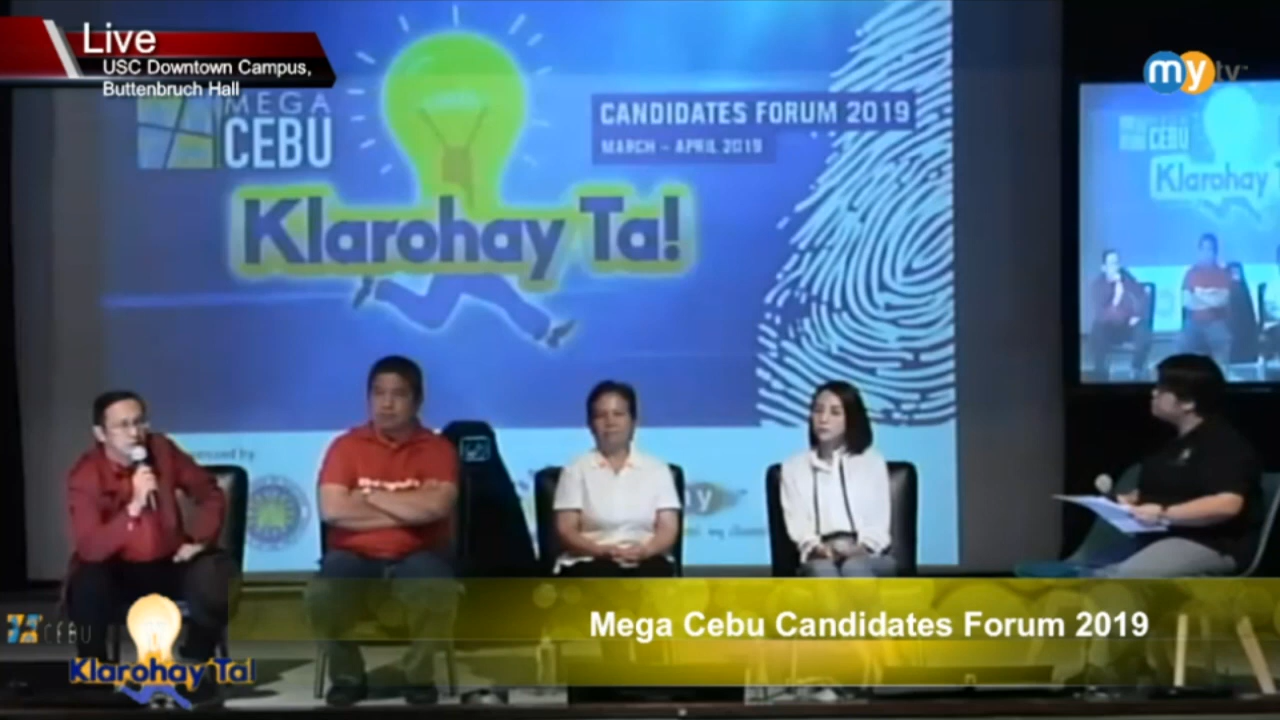 Live
USC Downtown Campus,
Buttenbruch Hall
my tv
MEGA
CEBU
CANDIDATES FORUM 2019
MARCH - APRIL 2019
Klarohay Ta!
CEBU
Klarohay T
my
Mega Cebu Candidates Forum 2019
CEBU
Klarohay Ta!